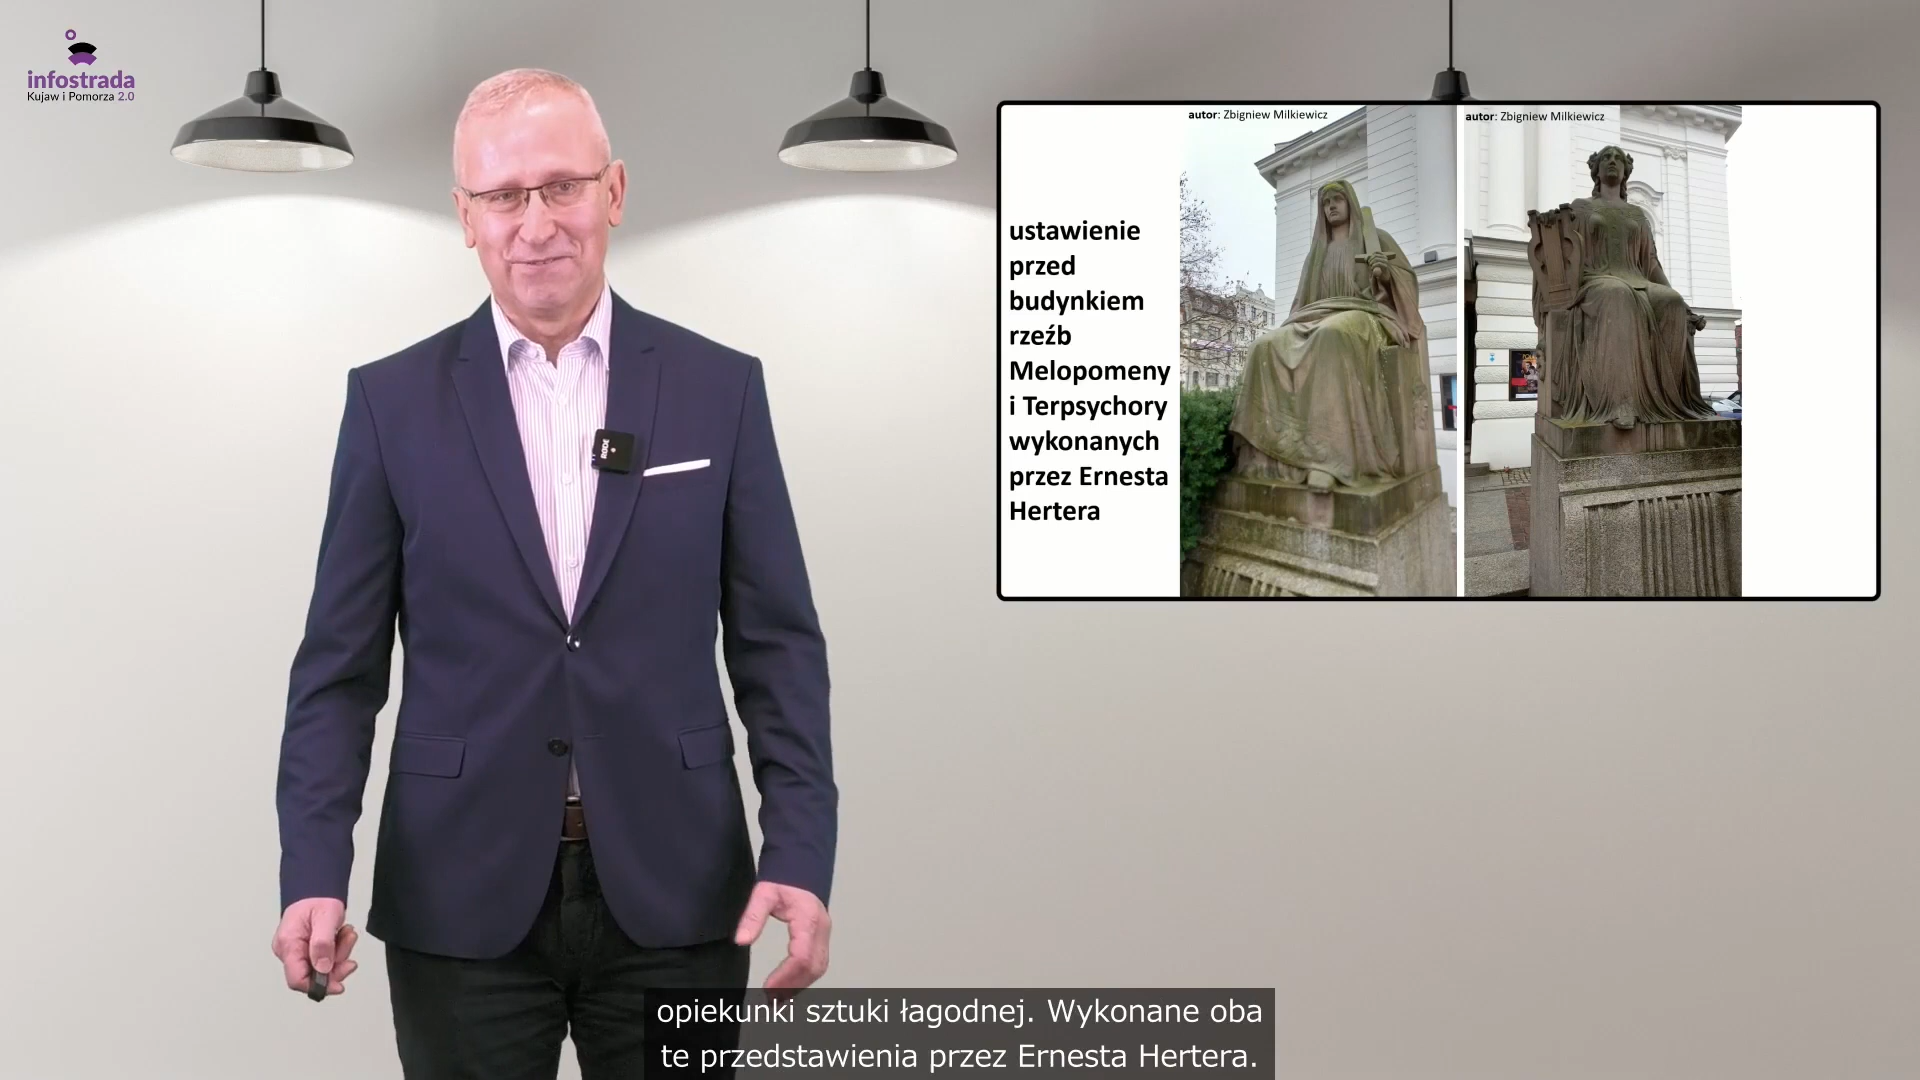 infostrada
Kujaw i Pomorza 2.0
autor: Zbigniew Milkiewicz
autor: Zbigniew Milkiewicz
ustawienie
przed
budynkiem
rzeźb
Melopomeny
i Terpsychory
wykonanych
przez Ernesta
Hertera
RØDE
opiekunki sztuki łagodnej. Wykonane oba
te przedstawienia przez Ernesta Hertera.